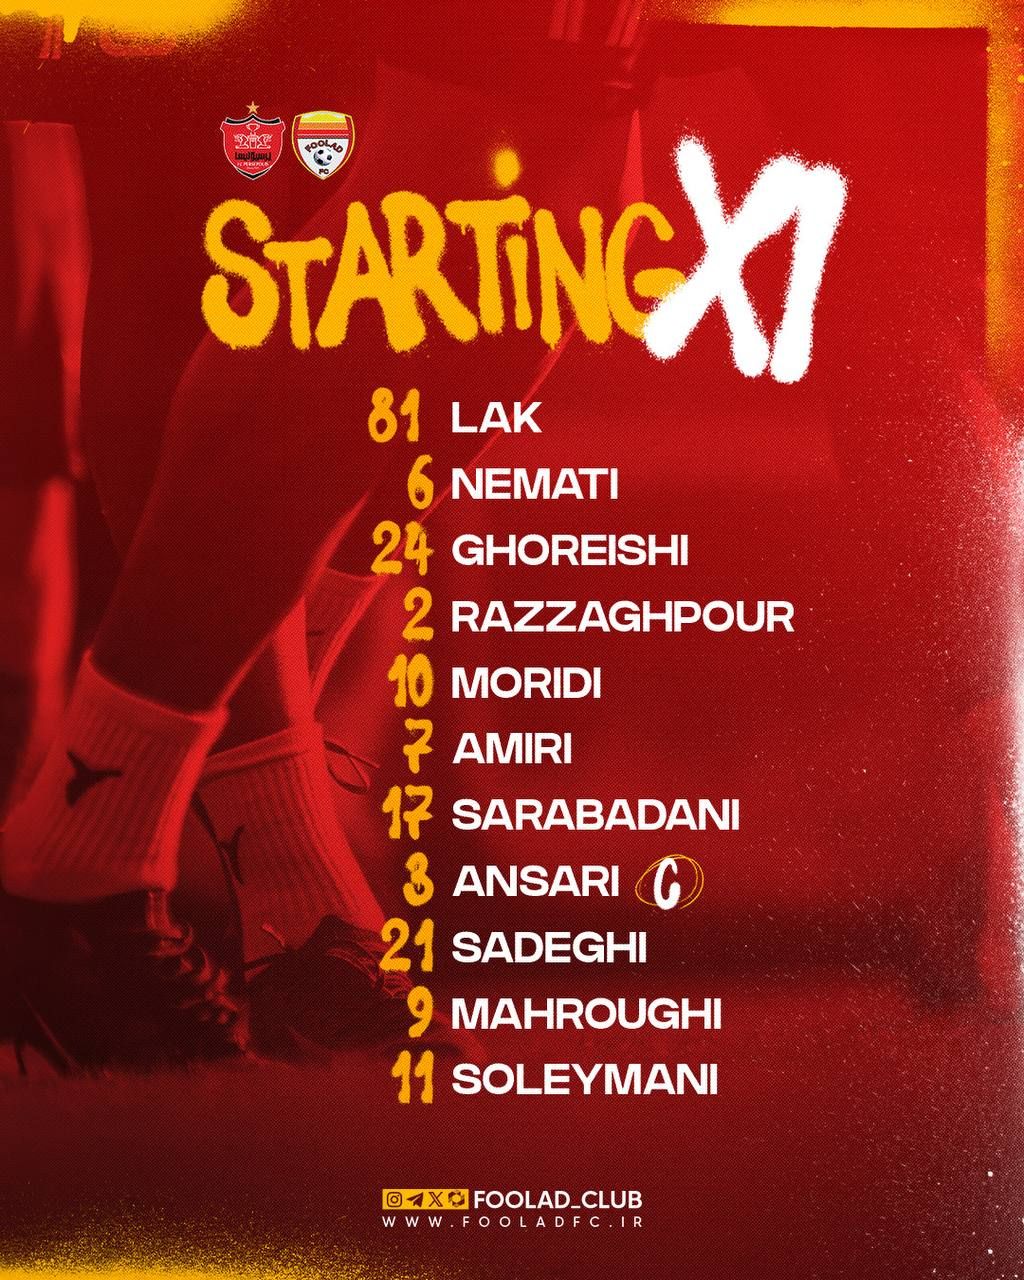 FOOLAD
FC
STARTING XI
81 LAK
6 NEMATI
24 GHOREISHI
2 RAZZAGHPOUR
10 MORIDI
7 AMIRI
17 SARABADANI
3 ANSARI C
21 SADEGHI
9 MAHROUGHI
11 SOLEYMANI
FOOLAD_CLUB
WWW.FOOLADFC.IR